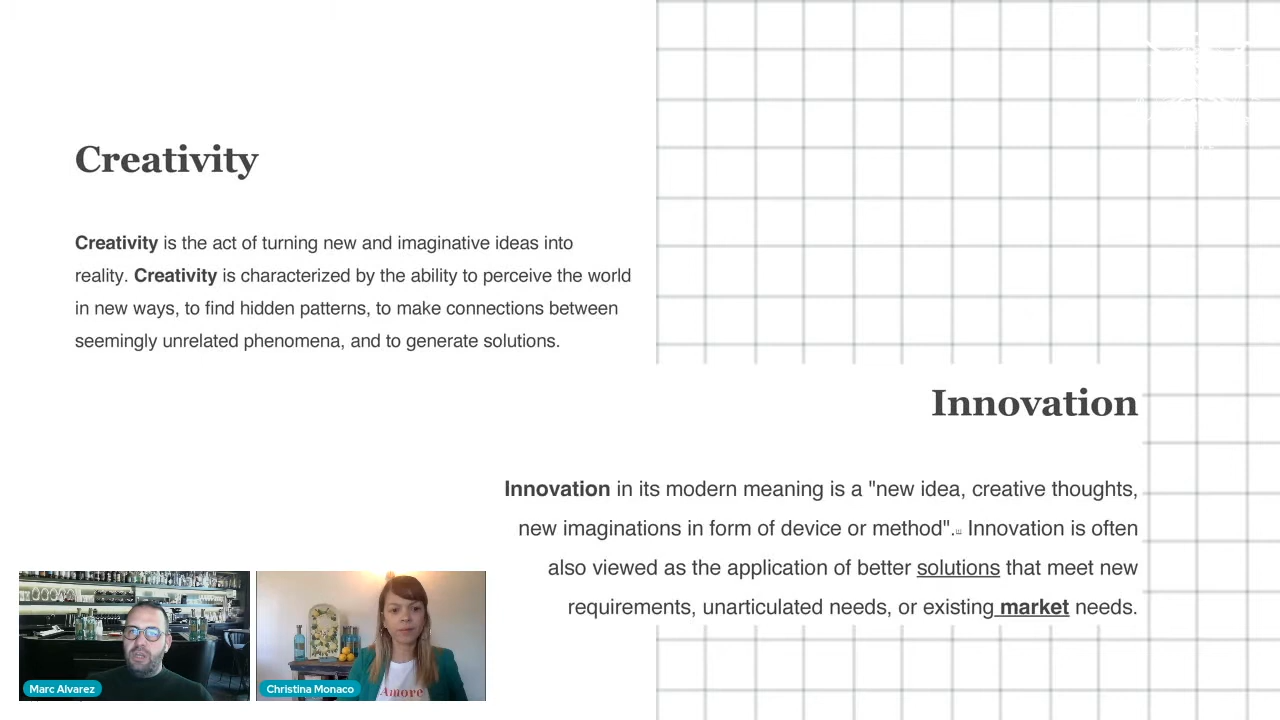 Creativity
Creativity is the act of turning new and imaginative ideas into
reality. Creativity is characterized by the ability to perceive the world
in new ways, to find hidden patterns, to make connections between
seemingly unrelated phenomena, and to generate solutions.
Innovation
Innovation in its modern meaning is a "new idea, creative thoughts,
new imaginations in form of device or method". Innovation is often
also viewed as the application of better solutions that meet new
requirements, unarticulated needs, or existing market needs.
Marc Alvarez
Christina Monaco
Amore